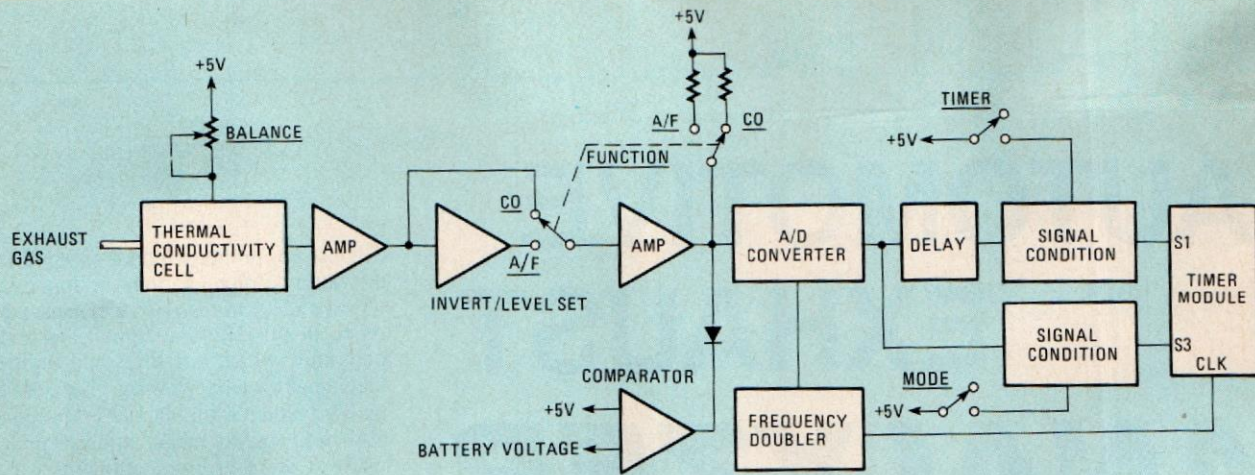 +5V
+5V
BALANCE
A/F
CO
TIMER
+5V
FUNCTION
EXHAUST
GAS
THERMAL
CONDUCTIVITY
CELL
AMP
CO
A/F
INVERT/LEVEL SET
AMP
A/D
CONVERTER
DELAY
SIGNAL
CONDITION
S1
TIMER
MODULE
S3
CLK
SIGNAL
CONDITION
COMPARATOR
+5V
BATTERY VOLTAGE
FREQUENCY
DOUBLER
MODE
+5V